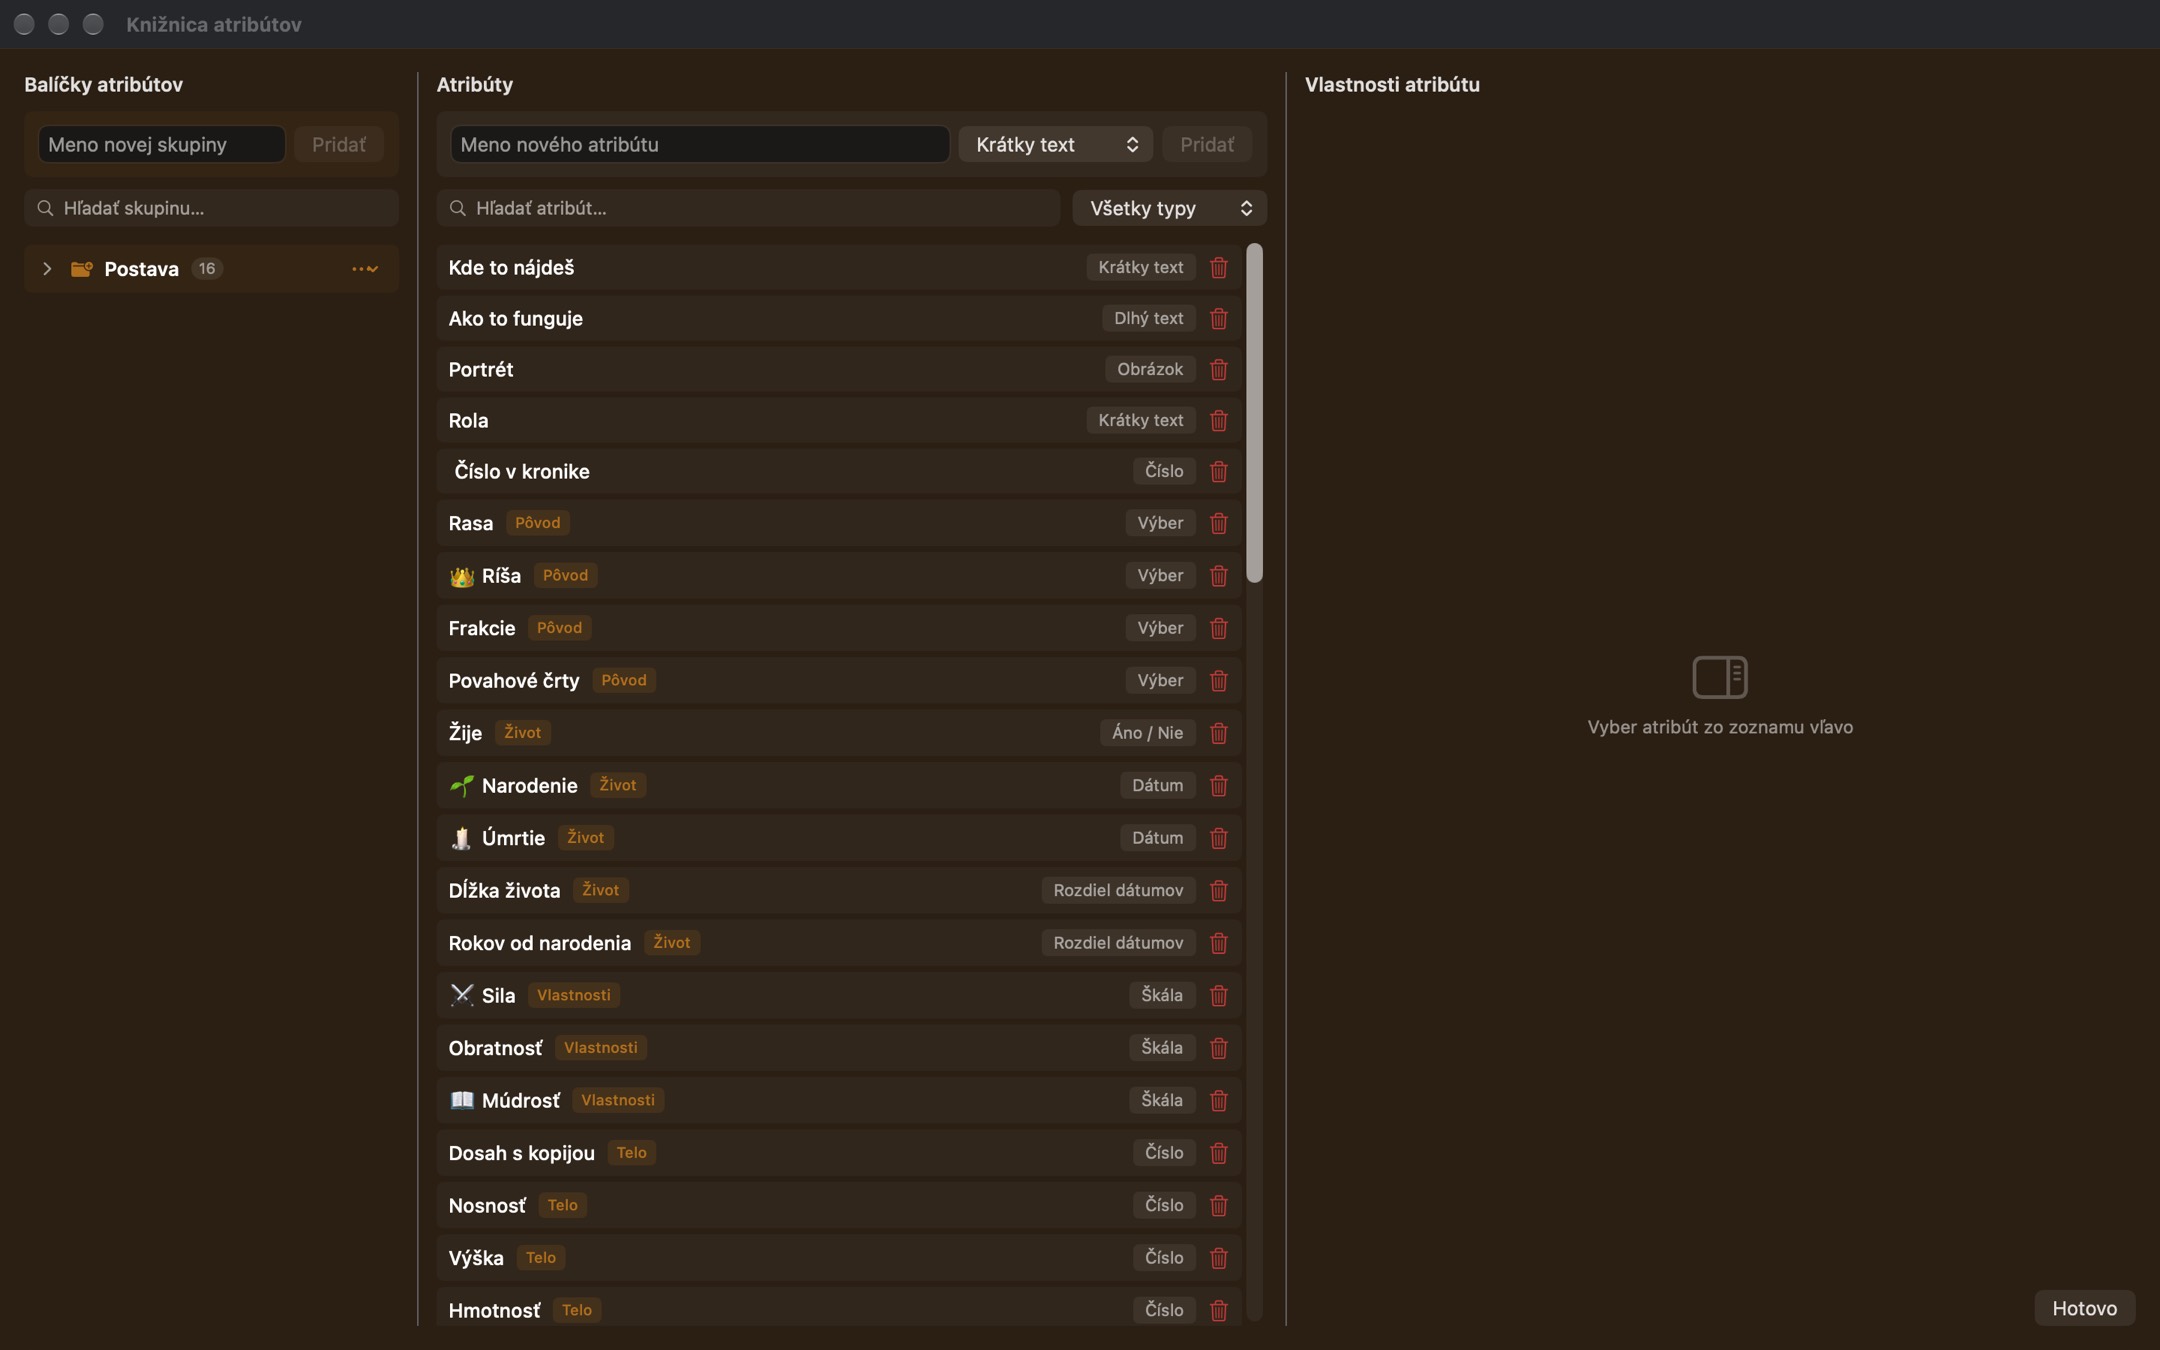 Knižnica atribútov
Balíčky atribútov
Meno novej skupiny Pridať
Hľadať skupinu...
Postava 16
Atribúty
Meno nového atribútu Krátky text Pridať
Hľadať atribút... Všetky typy
Kde to nájdeš Krátky text
Ako to funguje Dlhý text
Portrét Obrázok
Rola Krátky text
Číslo v kronike Číslo
Rasa Pôvod Výber
Ríša Pôvod Výber
Frakcie Pôvod Výber
Povahové črty Pôvod Výber
Žije Život Áno / Nie
Narodenie Život Dátum
Úmrtie Život Dátum
Dĺžka života Život Rozdiel dátumov
Rokov od narodenia Život Rozdiel dátumov
Sila Vlastnosti Škála
Obratnosť Vlastnosti Škála
Múdrosť Vlastnosti Škála
Dosah s kopijou Telo Číslo
Nosnosť Telo Číslo
Výška Telo Číslo
Hmotnosť Telo Číslo
Vlastnosti atribútu
Vyber atribút zo zoznamu vľavo
Hotovo